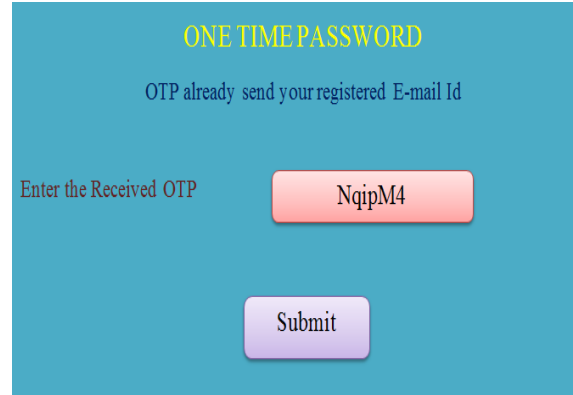 ONE TIME PASSWORD
OTP already send your registered E-mail Id
Enter the Received OTP NqipM4
Submit